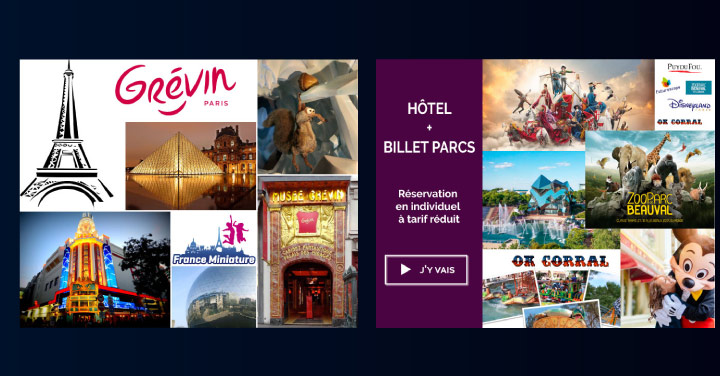 GRÉVIN
PARIS
MUSÉE GRÉVIN
France Miniature
HÔTEL
+
BILLET PARCS
Réservation
en individuel
à tarif réduit
J'Y VAIS
PUY DU FOU
Futuroscope
DISNEYLAND
OK CORRAL
ZOOPARC
BEAUVAL
OK CORRAL